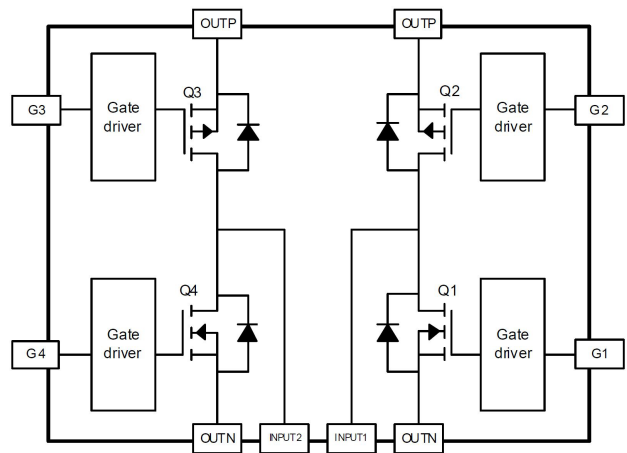 OUTP OUTP
Q3 Q2
G3 Gate driver Gate driver G2
Q4 Q1
G4 Gate driver Gate driver G1
OUTN INPUT2 INPUT1 OUTN